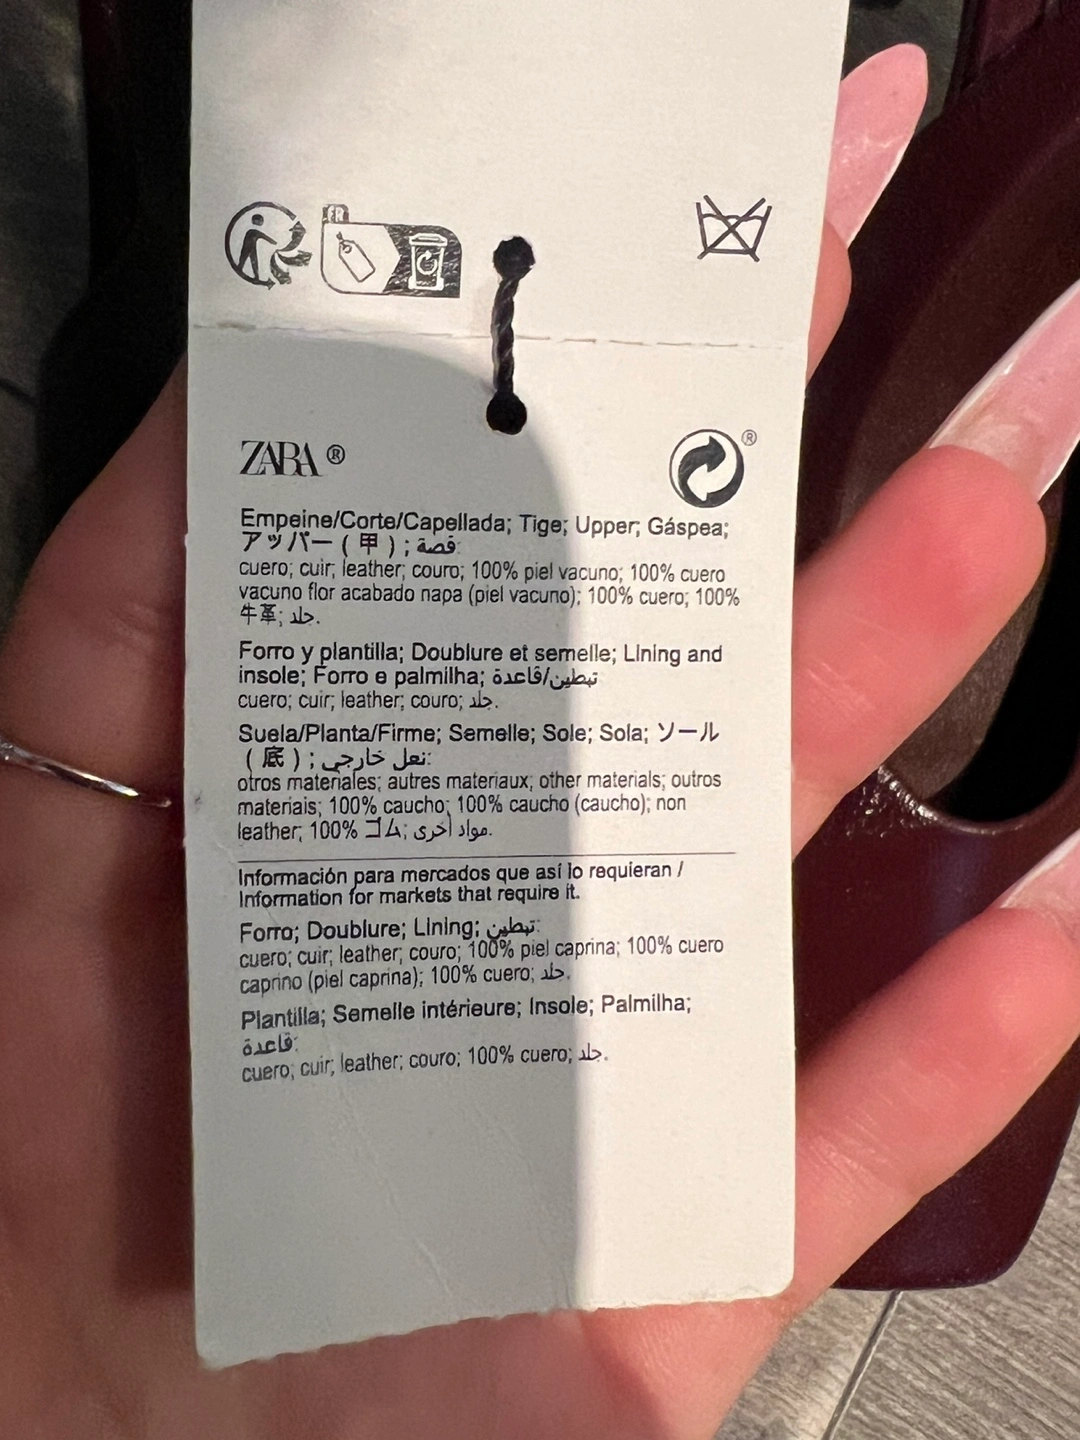 FR
ZARA®
®
Empeine/Corte/Capellada; Tige; Upper; Gáspea;
アッパー ( 甲 ) ; قصة:
cuero; cuir; leather; couro; 100% piel vacuno; 100% cuero
vacuno flor acabado napa (piel vacuno); 100% cuero; 100%
牛革; جلد.
Forro y plantilla; Doublure et semelle; Lining and
insole; Forro e palmilha; تبطين/قاعدة
cuero; cuir; leather; couro; جلد.
Suela/Planta/Firme; Semelle; Sole; Sola; ソール
( 底 ) ; نعل خارجي:
otros materiales; autres materiaux; other materials; outros
materiais; 100% caucho; 100% caucho (caucho); non
leather; 100% ゴム; مواد أخرى.
Información para mercados que así lo requieran /
Information for markets that require it.
Forro; Doublure; Lining; تبطين:
cuero; cuir; leather; couro; 100% piel caprina; 100% cuero
caprino (piel caprina); 100% cuero; جلد.
Plantilla; Semelle intérieure; Insole; Palmilha;
قاعدة:
cuero; cuir; leather; couro; 100% cuero; جلد.